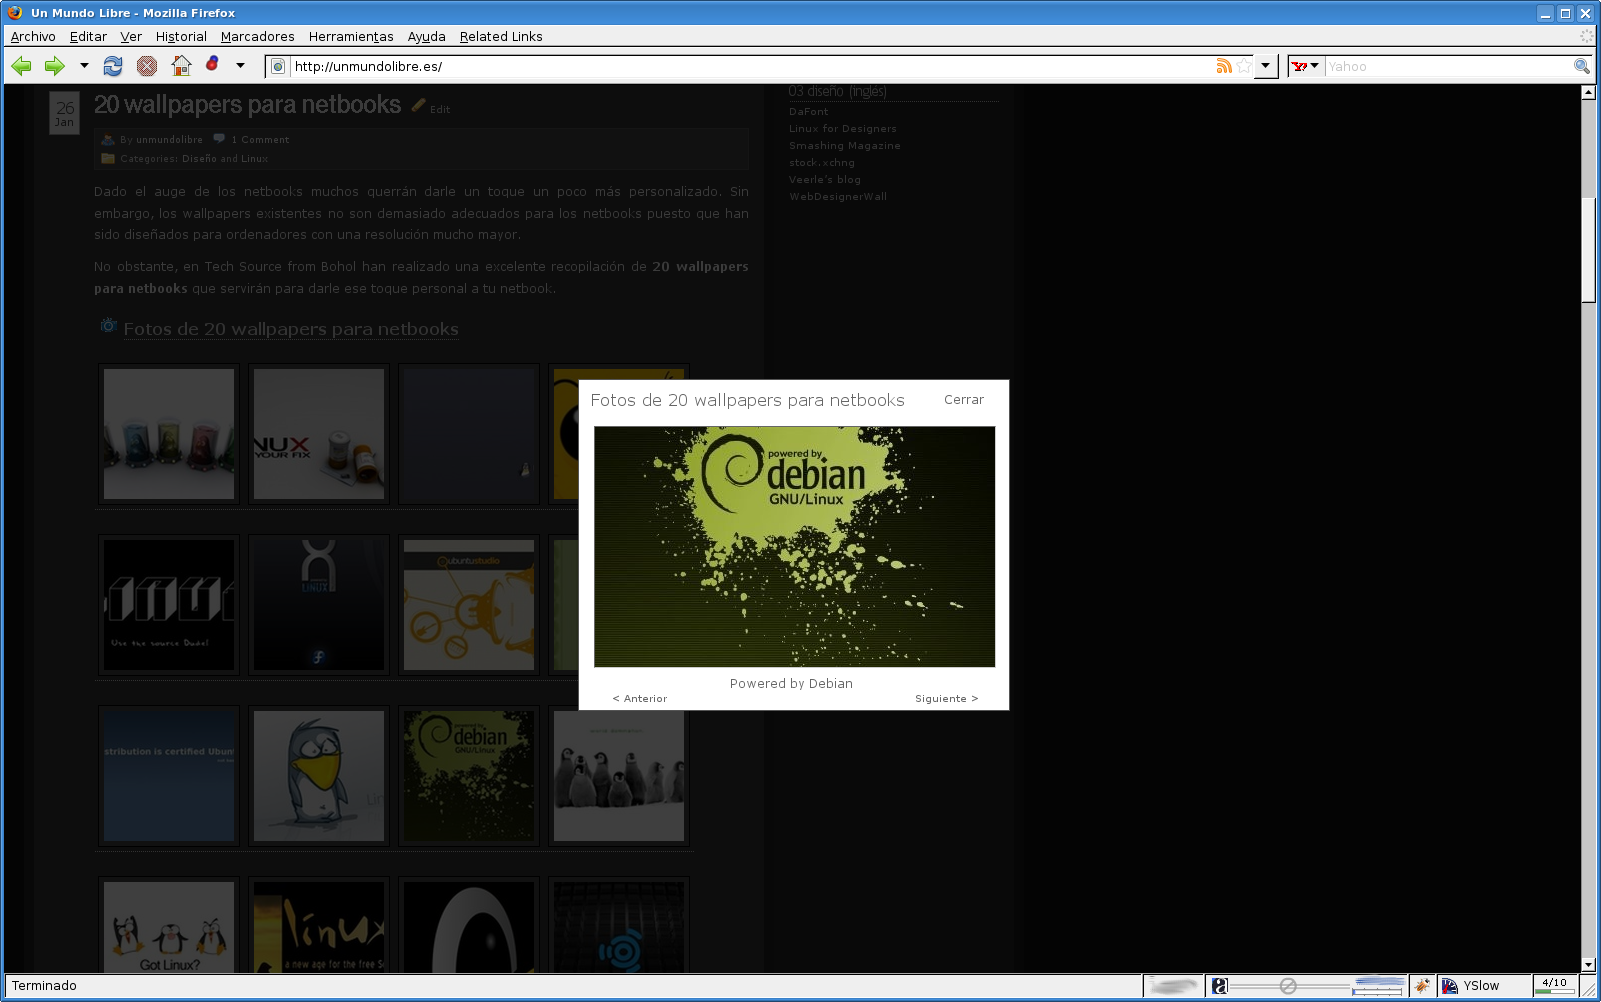 Un Mundo Libre - Mozilla Firefox
Archivo Editar Ver Historial Marcadores Herramientas Ayuda Related Links
http://unmundolibre.es/
Yahoo
26
Jan
20 wallpapers para netbooks
Edit
By unmundolibre 1 Comment
Categories: Diseño and Linux
Dado el auge de los netbooks muchos querrán darle un toque un poco más personalizado. Sin
embargo, los wallpapers existentes no son demasiado adecuados para los netbooks puesto que han
sido diseñados para ordenadores con una resolución mucho mayor.
No obstante, en Tech Source from Bohol han realizado una excelente recopilación de 20 wallpapers
para netbooks que servirán para darle ese toque personal a tu netbook.
Fotos de 20 wallpapers para netbooks
03 diseño (inglés)
DaFont
Linux for Designers
Smashing Magazine
stock.xchng
Veerle's blog
WebDesignerWall
Fotos de 20 wallpapers para netbooks
Cerrar
powered by
debian
GNU/Linux
Powered by Debian
< Anterior
Siguiente >
NUX
YOUR FIX
Use the source Dude!
LINUX
ubuntustudio
stribution is certified Ubun
powered by
debian
GNU/Linux
Got Linux?
linux
a new age for the free S
Terminado
YSlow
4/10